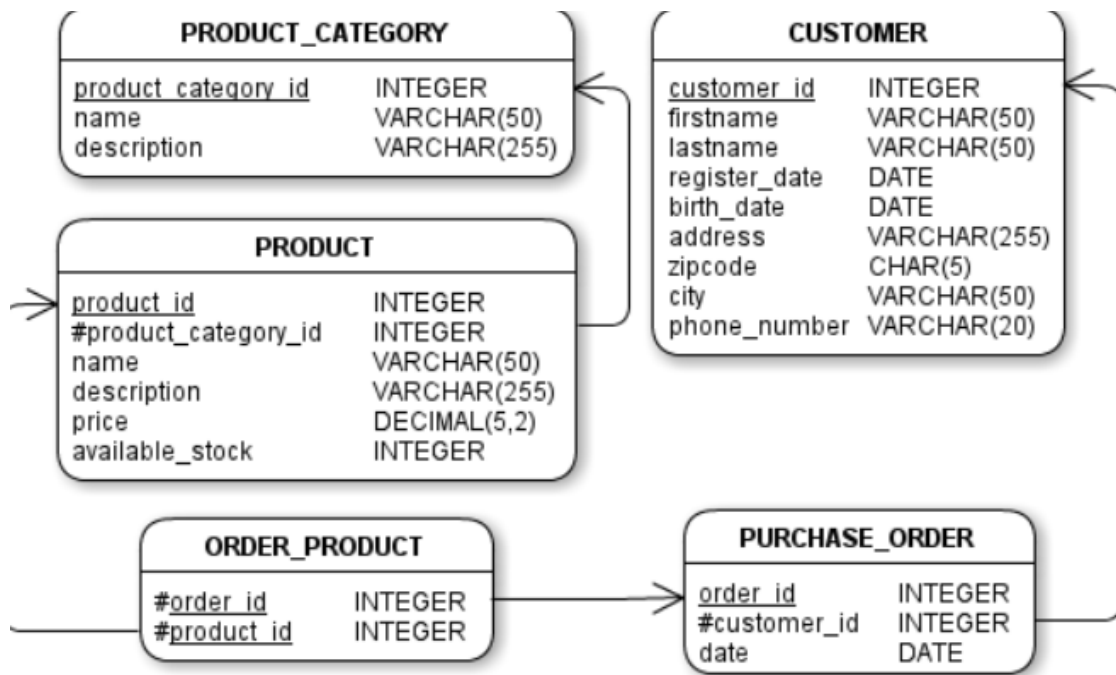 PRODUCT_CATEGORY
product_category_id INTEGER
name VARCHAR(50)
description VARCHAR(255)
CUSTOMER
customer_id INTEGER
firstname VARCHAR(50)
lastname VARCHAR(50)
register_date DATE
birth_date DATE
address VARCHAR(255)
zipcode CHAR(5)
city VARCHAR(50)
phone_number VARCHAR(20)
PRODUCT
product_id INTEGER
#product_category_id INTEGER
name VARCHAR(50)
description VARCHAR(255)
price DECIMAL(5,2)
available_stock INTEGER
ORDER_PRODUCT
#order_id INTEGER
#product_id INTEGER
PURCHASE_ORDER
order_id INTEGER
#customer_id INTEGER
date DATE